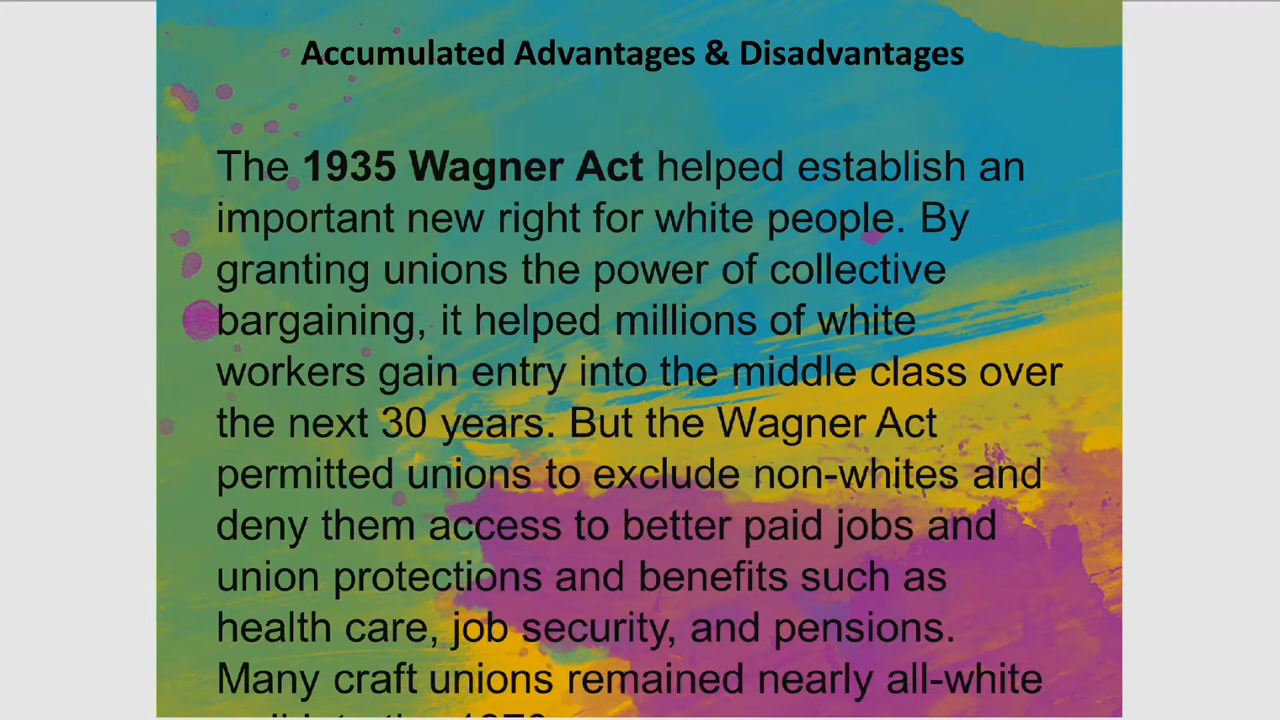 Accumulated Advantages & Disadvantages
The 1935 Wagner Act helped establish an
important new right for white people. By
granting unions the power of collective
bargaining, it helped millions of white
workers gain entry into the middle class over
the next 30 years. But the Wagner Act
permitted unions to exclude non-whites and
deny them access to better paid jobs and
union protections and benefits such as
health care, job security, and pensions.
Many craft unions remained nearly all-white